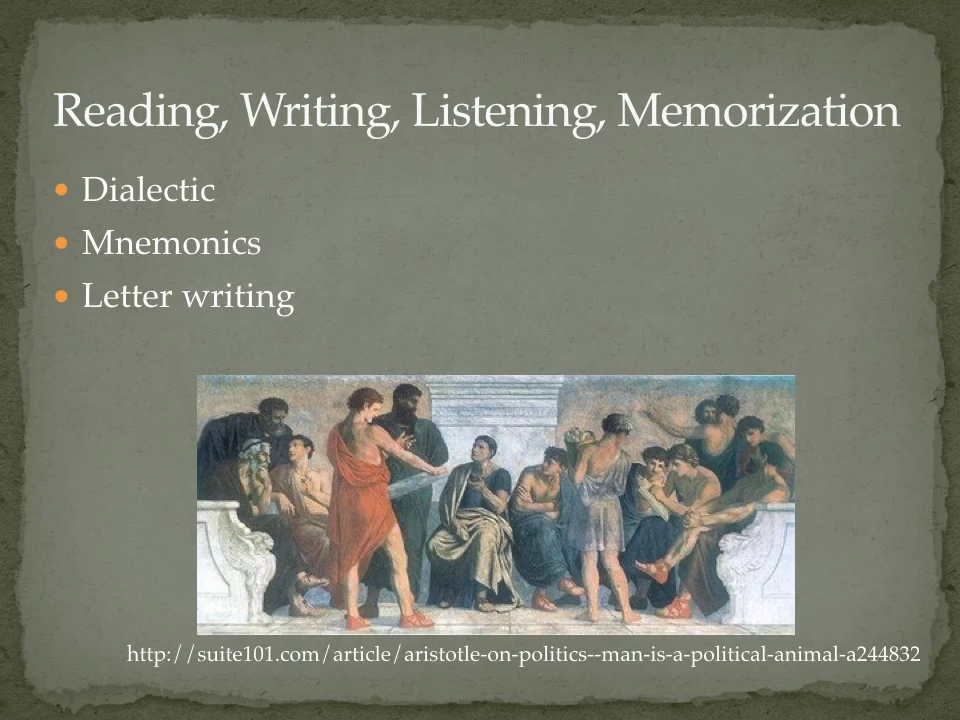 Reading, Writing, Listening, Memorization
Dialectic
Mnemonics
Letter writing
http://suite101.com/article/aristotle-on-politics--man-is-a-political-animal-a244832